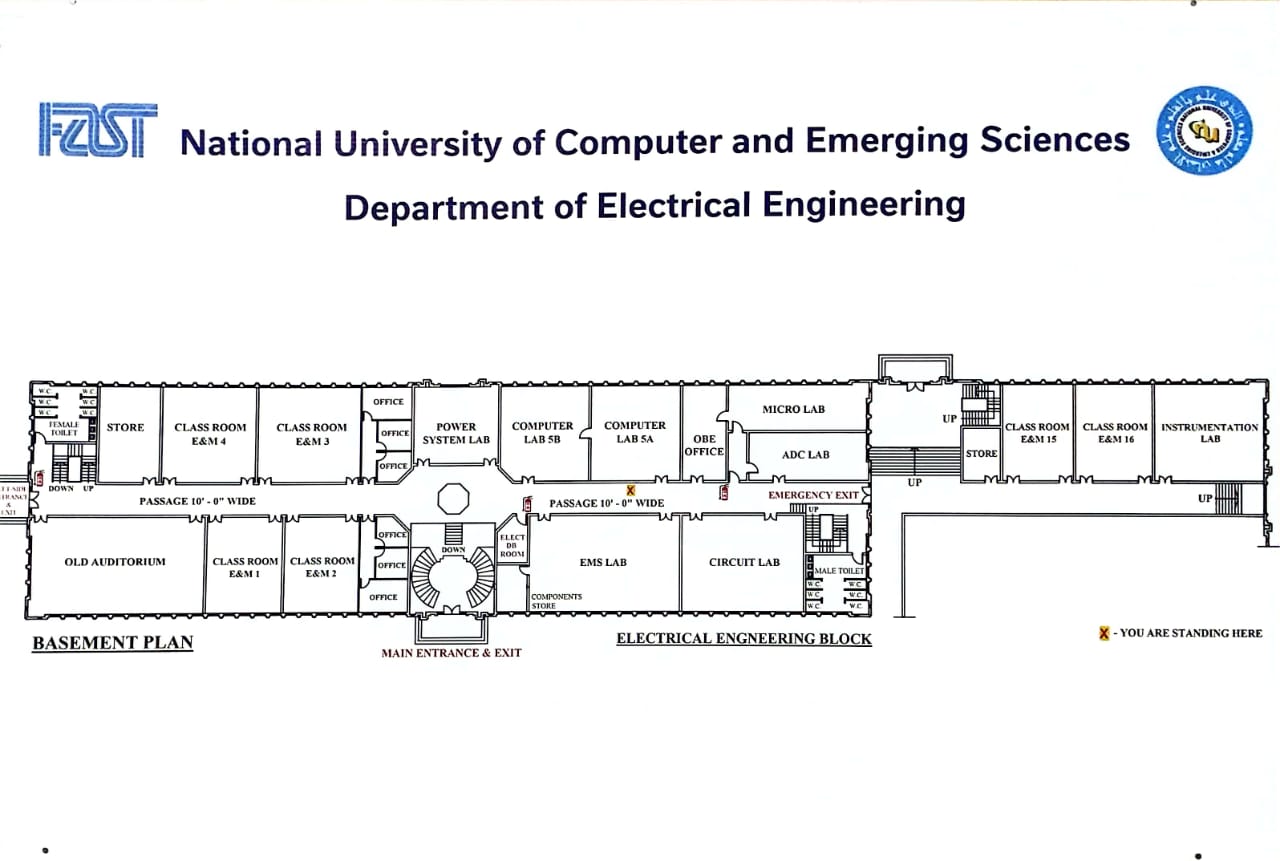 FAST
National University of Computer and Emerging Sciences
Department of Electrical Engineering
W.C
W.C
W.C
W.C
W.C
W.C
FEMALE
TOILET
DOWN UP
STORE
CLASS ROOM
E&M 4
CLASS ROOM
E&M 3
OFFICE
OFFICE
OFFICE
POWER
SYSTEM LAB
COMPUTER
LAB 5B
COMPUTER
LAB 5A
OBE
OFFICE
MICRO LAB
ADC LAB
UP
STORE
CLASS ROOM
E&M 15
CLASS ROOM
E&M 16
INSTRUMENTATION
LAB
UP
UP
&
EXIT
PASSAGE 10' - 0" WIDE
X
PASSAGE 10' - 0" WIDE
EMERGENCY EXIT
UP
OLD AUDITORIUM
CLASS ROOM
E&M 1
CLASS ROOM
E&M 2
OFFICE
OFFICE
OFFICE
DOWN
ELECT
DB
ROOM
COMPONENTS
STORE
EMS LAB
CIRCUIT LAB
MALE TOILET
W.C
W.C
W.C
W.C
W.C
W.C
BASEMENT PLAN
MAIN ENTRANCE & EXIT
ELECTRICAL ENGNEERING BLOCK
X - YOU ARE STANDING HERE